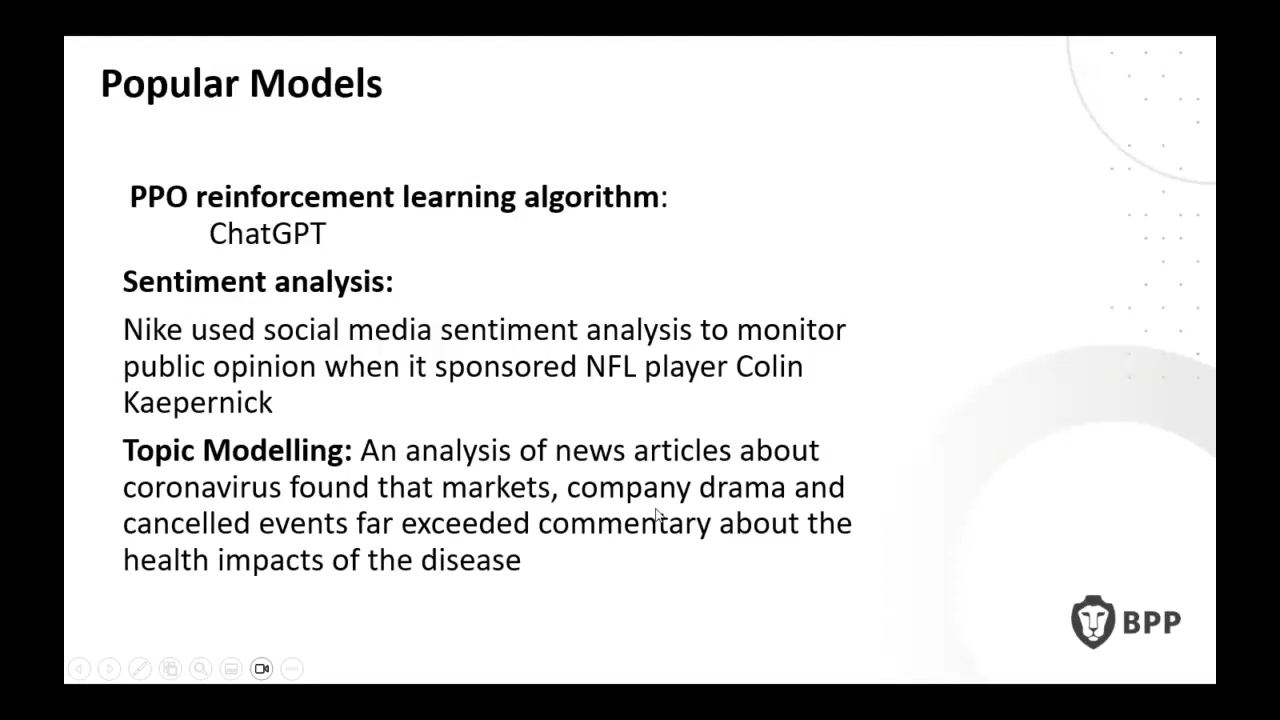 Popular Models
PPO reinforcement learning algorithm:
ChatGPT
Sentiment analysis:
Nike used social media sentiment analysis to monitor
public opinion when it sponsored NFL player Colin
Kaepernick
Topic Modelling: An analysis of news articles about
coronavirus found that markets, company drama and
cancelled events far exceeded commentary about the
health impacts of the disease
BPP